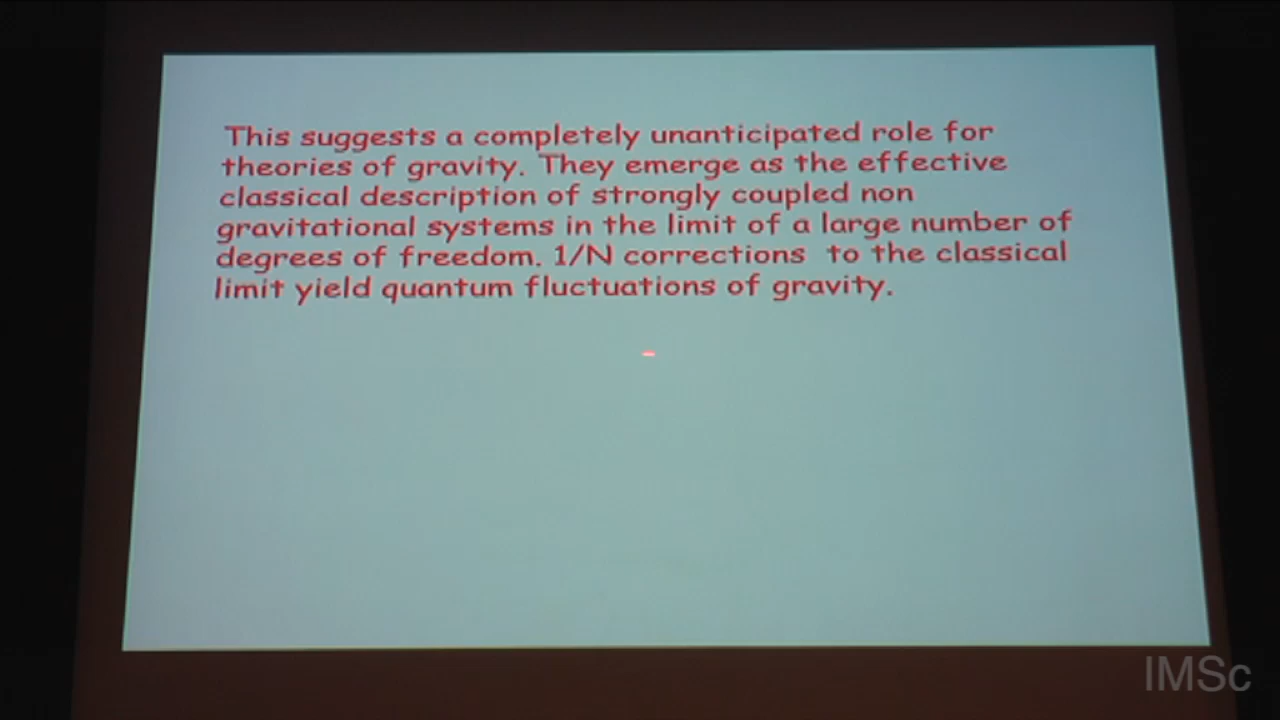 This suggests a completely unanticipated role for
theories of gravity. They emerge as the effective
classical description of strongly coupled non
gravitational systems in the limit of a large number of
degrees of freedom. 1/N corrections  to the classical
limit yield quantum fluctuations of gravity.
IMSc